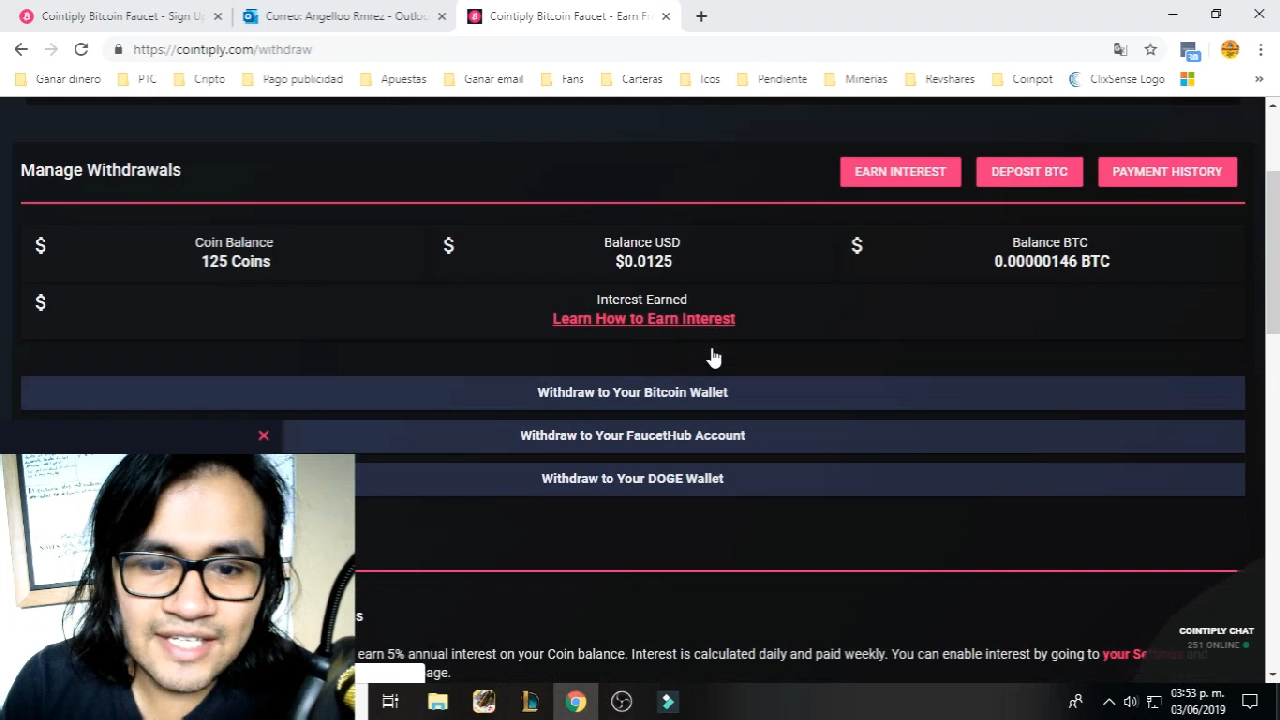 Cointiply Bitcoin Faucet - Sign U
Correo: Angelloo Rmrez - Outloo
Cointiply Bitcoin Faucet - Earn Fr
https://cointiply.com/withdraw
30
Ganar dinero
PTC
Cripto
Pago publicidad
Apuestas
Ganar email
Fans
Carteras
Icos
Pendiente
Minerias
Revshares
Coinpot
ClixSense Logo
»
Manage Withdrawals
EARN INTEREST
DEPOSIT BTC
PAYMENT HISTORY
$ Coin Balance
125 Coins
$ Balance USD
$0.0125
$ Balance BTC
0.00000146 BTC
$ Interest Earned
Learn How to Earn Interest
Withdraw to Your Bitcoin Wallet
Withdraw to Your FaucetHub Account
Withdraw to Your DOGE Wallet
s
COINTIPLY CHAT
251 ONLINE
earn 5% annual interest on your Coin balance. Interest is calculated daily and paid weekly. You can enable interest by going to your Settings and
age.
03:53 p. m.
03/06/2019